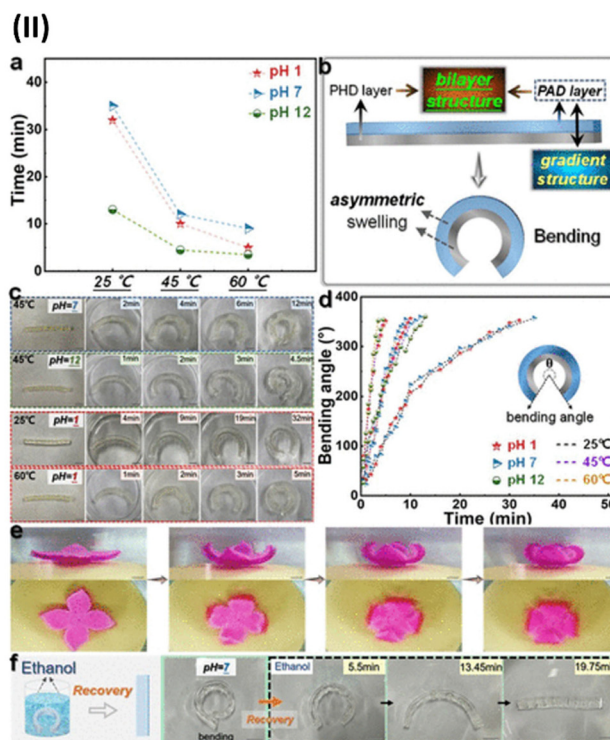 (II)
a
Time (min)
40
30
20
10
0
pH 1
pH 7
pH 12
25 °C
45 °C
60 °C
b
PHD layer
bilayer
structure
PAD layer
gradient
structure
asymmetric
swelling
Bending
c
45℃ pH=7 2min 4min 6min 12min
45℃ pH=12 1min 2min 3min 4.5min
25℃ pH=1 4min 9min 19min 32min
60℃ pH=1 1min 2min 3min 5min
d
Bending angle (°)
400
300
200
100
0
θ
bending angle
pH 1 25℃
pH 7 45℃
pH 12 60℃
0 10 20 30 40 50
Time (min)
e
f
Ethanol
Recovery
pH=7
bending
Recovery
Ethanol 5.5min
13.45min
19.75min